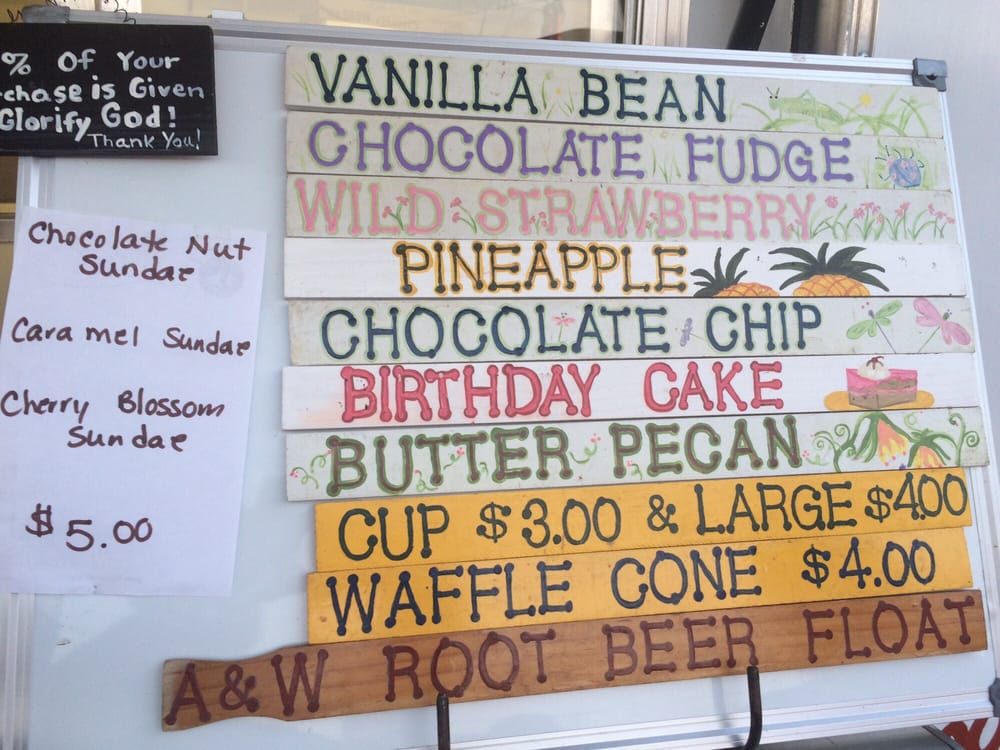 % Of Your
chase is Given
Glorify God!
Thank You!
Chocolate Nut
Sundae
Caramel Sundae
Cherry Blossom
Sundae
$5.00
VANILLA BEAN
CHOCOLATE FUDGE
WILD STRAWBERRY
PINEAPPLE
CHOCOLATE CHIP
BIRTHDAY CAKE
BUTTER PECAN
CUP $3.00 & LARGE $4.00
WAFFLE CONE $4.00
A&W ROOT BEER FLOAT